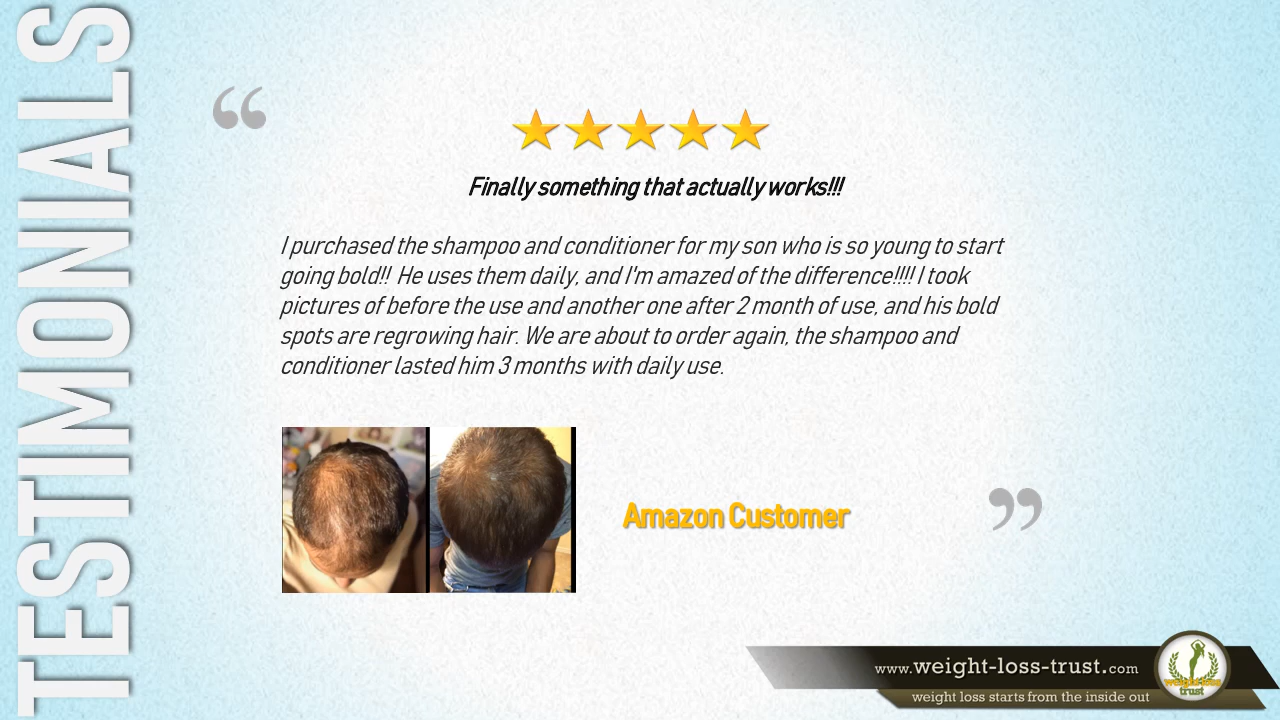 TESTIMONIALS
“
Finally something that actually works!!!
I purchased the shampoo and conditioner for my son who is so young to start
going bold!! He uses them daily, and I'm amazed of the difference!!!! I took
pictures of before the use and another one after 2 month of use, and his bold
spots are regrowing hair. We are about to order again, the shampoo and
conditioner lasted him 3 months with daily use.
Amazon Customer
”
www.weight-loss-trust.com
weight loss starts from the inside out
weight loss
trust